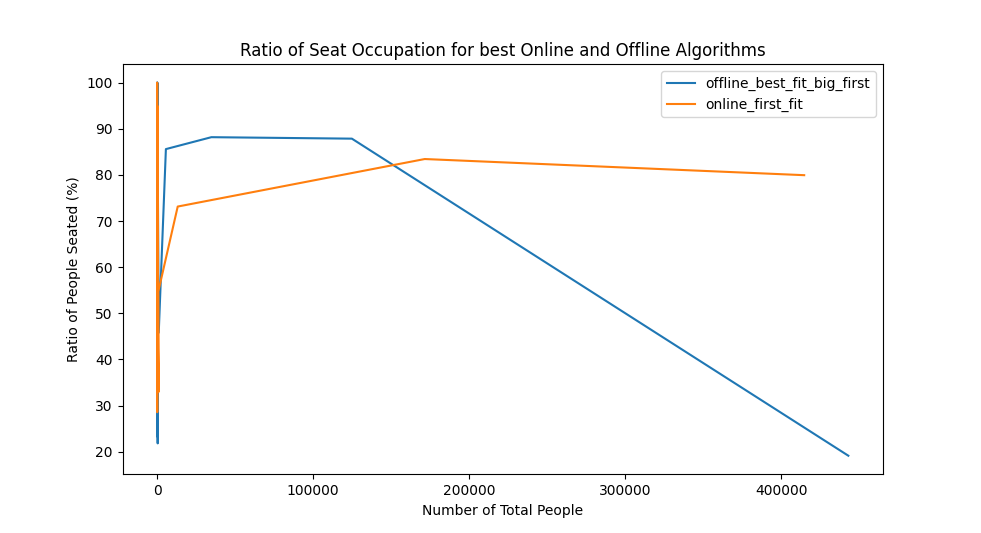 Ratio of Seat Occupation for best Online and Offline Algorithms
offline_best_fit_big_first
online_first_fit
Ratio of People Seated (%)
100
90
80
70
60
50
40
30
20
0 100000 200000 300000 400000
Number of Total People